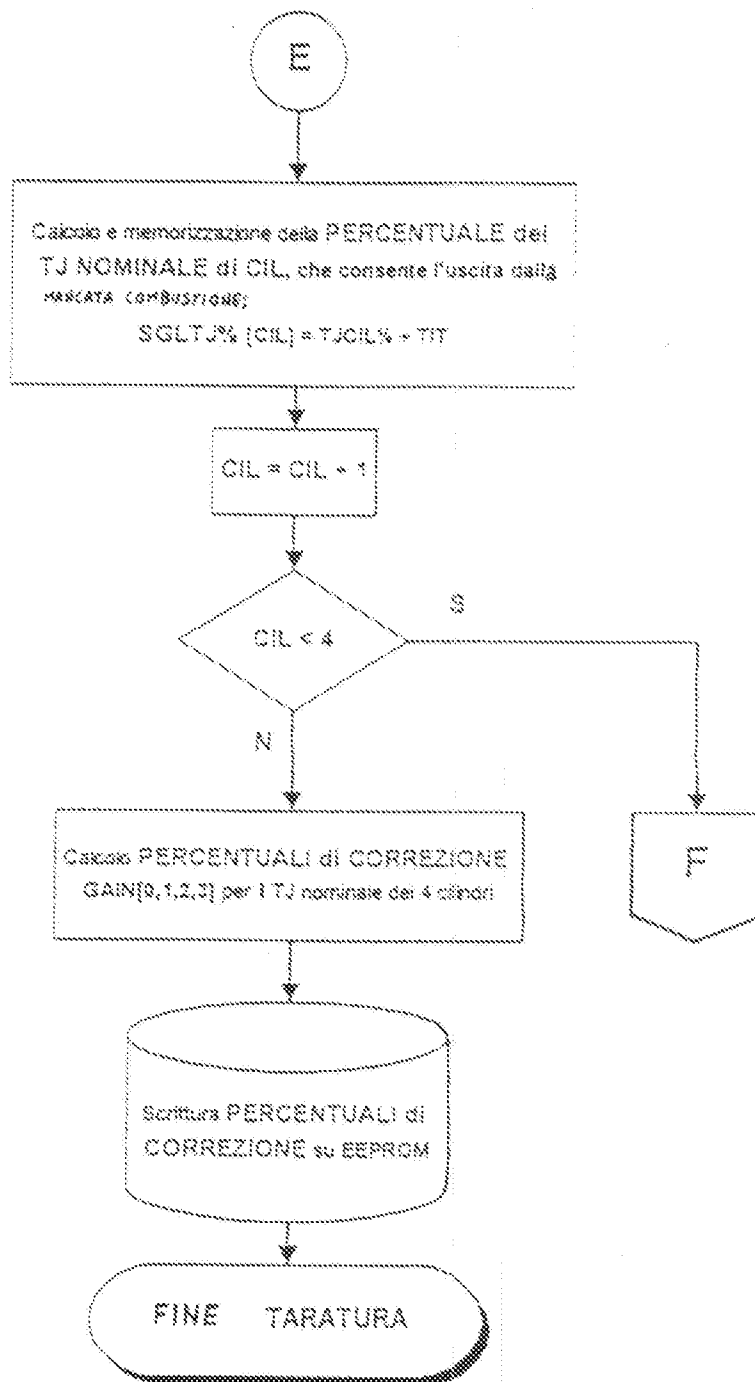 E
Calcolo e memorizzazione della PERCENTUALE del
TJ NOMINALE di CIL, che consente l'uscita dalla
MANCATA COMBUSTIONE;
SGLTJ% [CIL] = TJCIL% + TIT
CIL = CIL + 1
CIL < 4
S
N
Calcolo PERCENTUALI di CORREZIONE
GAIN[0,1,2,3] per i TJ nominale dei 4 cilindri
F
Scrittura PERCENTUALI di
CORREZIONE su EEPROM
FINE TARATURA